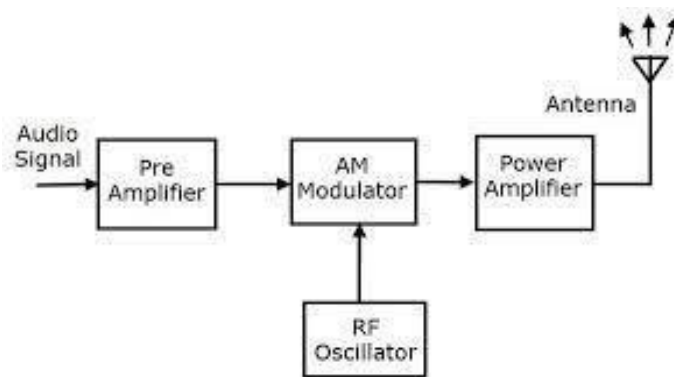 Audio
Signal
Pre
Amplifier
AM
Modulator
Power
Amplifier
Antenna
RF
Oscillator